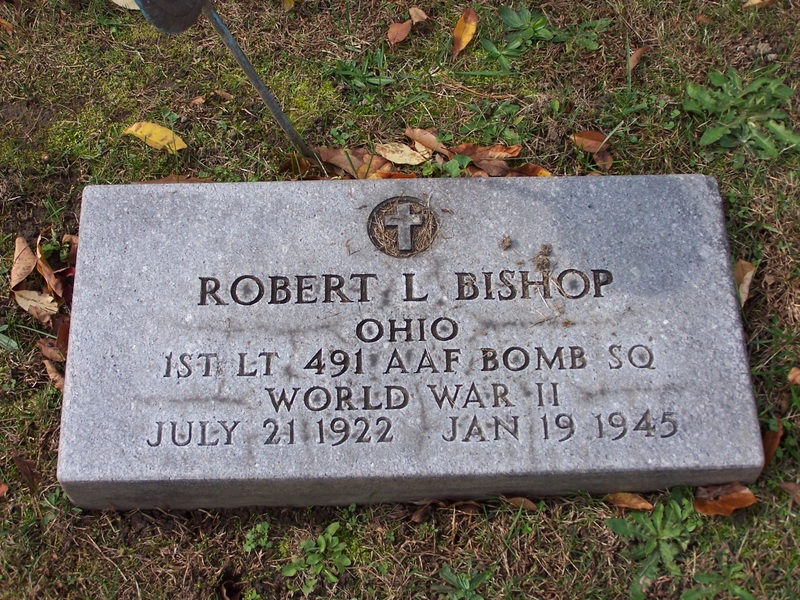 ROBERT L BISHOP
OHIO
1ST LT 491 AAF BOMB SQ
WORLD WAR II
JULY 21 1922 JAN 19 1945